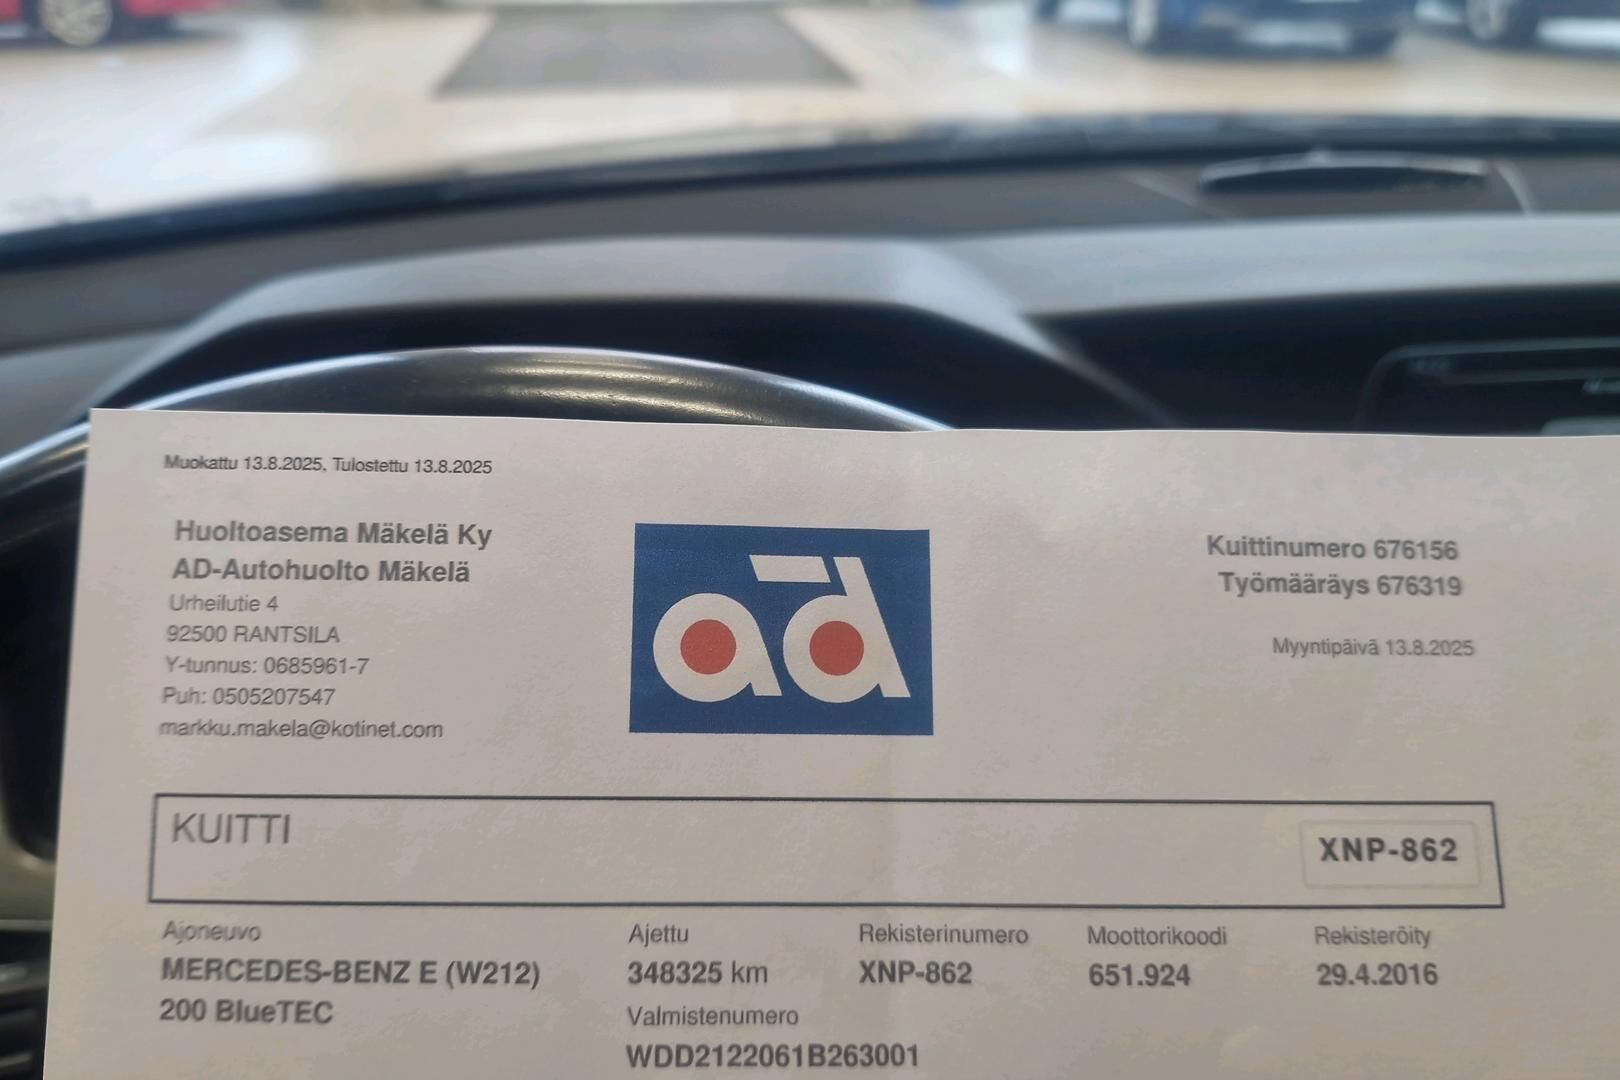 Muokattu 13.8.2025, Tulostettu 13.8.2025
Huoltoasema Mäkelä Ky
AD-Autohuolto Mäkelä
Urheilutie 4
92500 RANTSILA
Y-tunnus: 0685961-7
Puh: 0505207547
markku.makela@kotinet.com
ad
Kuittinumero 676156
Työmääräys 676319
Myyntipäivä 13.8.2025
KUITTI
XNP-862
Ajoneuvo Ajettu Rekisterinumero Moottorikoodi Rekisteröity
MERCEDES-BENZ E (W212) 348325 km XNP-862 651.924 29.4.2016
200 BlueTEC Valmistenumero
WDD2122061B263001